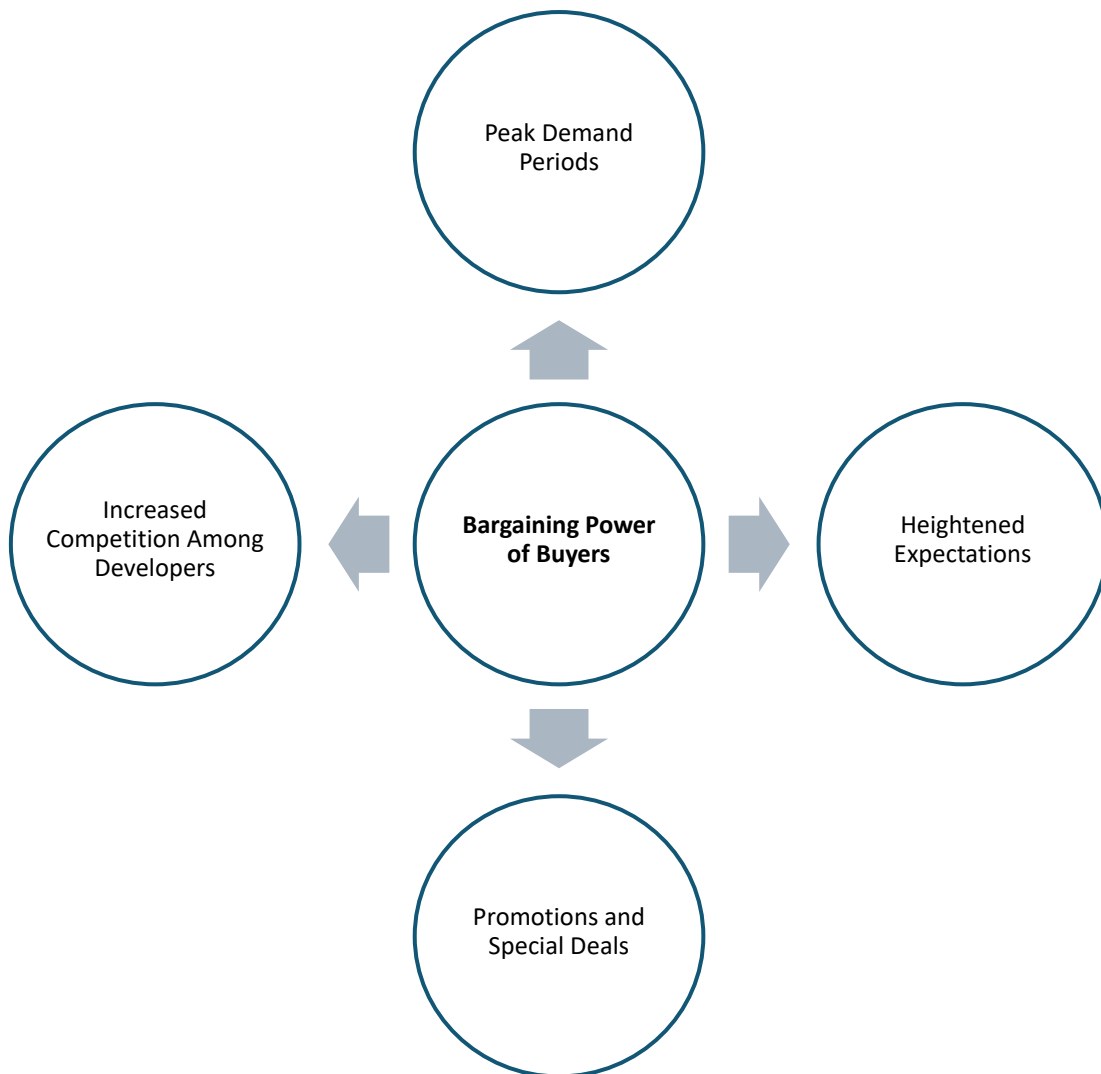 Peak Demand
Periods
Increased
Competition Among
Developers
Bargaining Power
of Buyers
Heightened
Expectations
Promotions and
Special Deals